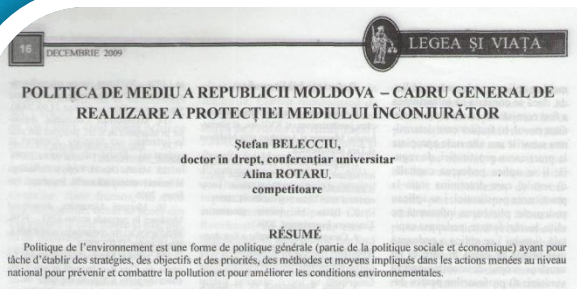 16
DECEMBRIE 2009
LEGEA ȘI VIAȚA
POLITICA DE MEDIU A REPUBLICII MOLDOVA – CADRU GENERAL DE
REALIZARE A PROTECȚIEI MEDIULUI ÎNCONJURĂTOR
Ștefan BELECCIU,
doctor în drept, conferențiar universitar
Alina ROTARU,
competitoare
RÉSUMÉ
Politique de l'environnement est une forme de politique générale (partie de la politique sociale et économique) ayant pour
tâche d'établir des stratégies, des objectifs et des priorités, des méthodes et moyens impliqués dans les actions menées au niveau
national pour prévenir et combattre la pollution et pour améliorer les conditions environnementales.